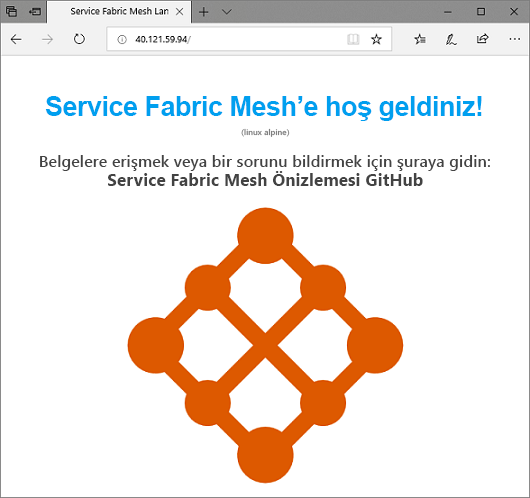 Service Fabric Mesh Lan
40.121.59.94/
Service Fabric Mesh’e hoş geldiniz!
(linux alpine)
Belgelere erişmek veya bir sorunu bildirmek için şuraya gidin:
Service Fabric Mesh Önizlemesi GitHub